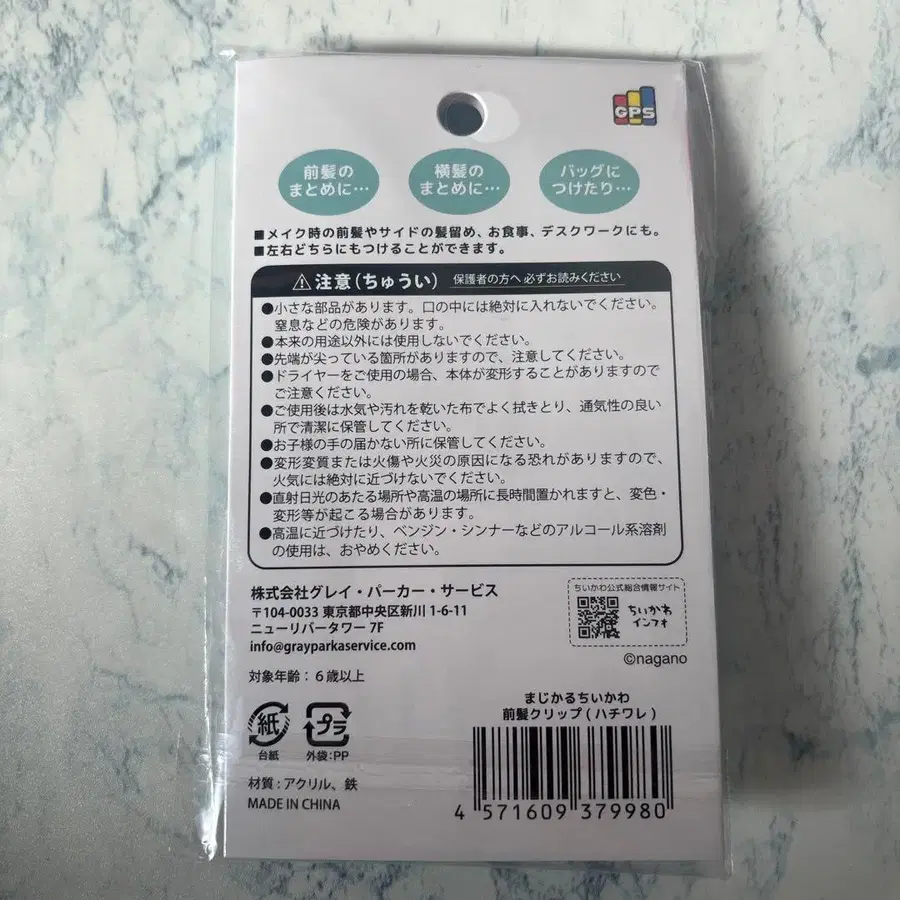 GPS
前髪の
まとめに…
横髪の
まとめに…
バッグに
つけたり…
■メイク時の前髪やサイドの髪留め、お食事、デスクワークにも。
■左右どちらにもつけることができます。
⚠注意(ちゅうい) 保護者の方へ 必ずお読みください
●小さな部品があります。口の中には絶対に入れないでください。
窒息などの危険があります。
●本来の用途以外には使用しないでください。
●先端が尖っている箇所がありますので、注意してください。
●ドライヤーをご使用の場合、本体が変形することがありますので
ご注意ください。
●ご使用後は水気や汚れを乾いた布でよく拭きとり、通気性の良い
所で清潔に保管してください。
●お子様の手の届かない所に保管してください。
●変形変質または火傷や火災の原因になる恐れがありますので、
火気には絶対に近づけないでください。
●直射日光のあたる場所や高温の場所に長時間置かれますと、変色・
変形等が起こる場合があります。
●高温に近づけたり、ベンジン・シンナーなどのアルコール系溶剤
の使用は、おやめください。
株式会社グレイ・パーカー・サービス
〒104-0033 東京都中央区新川 1-6-11
ニューリバータワー 7F
info@grayparkaservice.com
対象年齢：6歳以上
ちいかわ公式総合情報サイト
ちいかわ
インフォ
©nagano
紙
台紙
プラ
外袋:PP
材質：アクリル、鉄
MADE IN CHINA
まじかるちいかわ
前髪クリップ(ハチワレ)
4 571609 379980